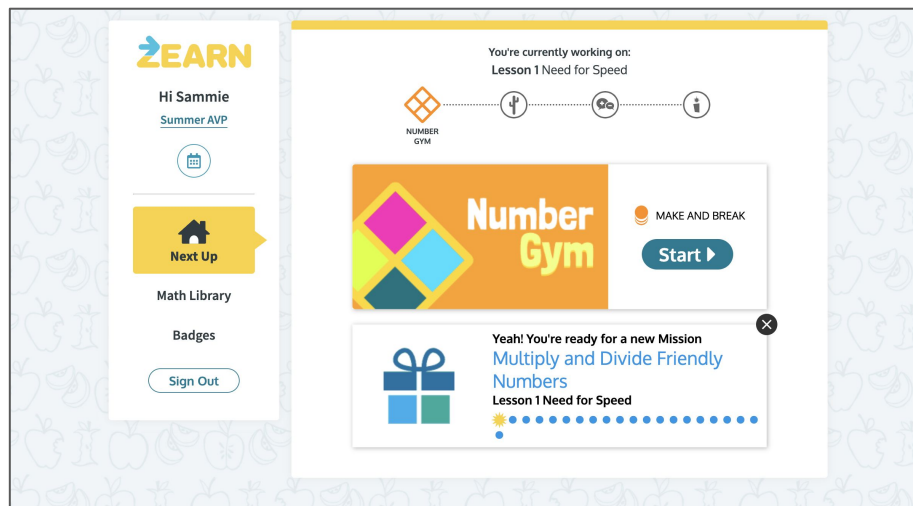 ZEARN
Hi Sammie
Summer AVP
Next Up
Math Library
Badges
Sign Out
You're currently working on:
Lesson 1 Need for Speed
NUMBER
GYM
Number
Gym
MAKE AND BREAK
Start
Yeah! You're ready for a new Mission
Multiply and Divide Friendly
Numbers
Lesson 1 Need for Speed